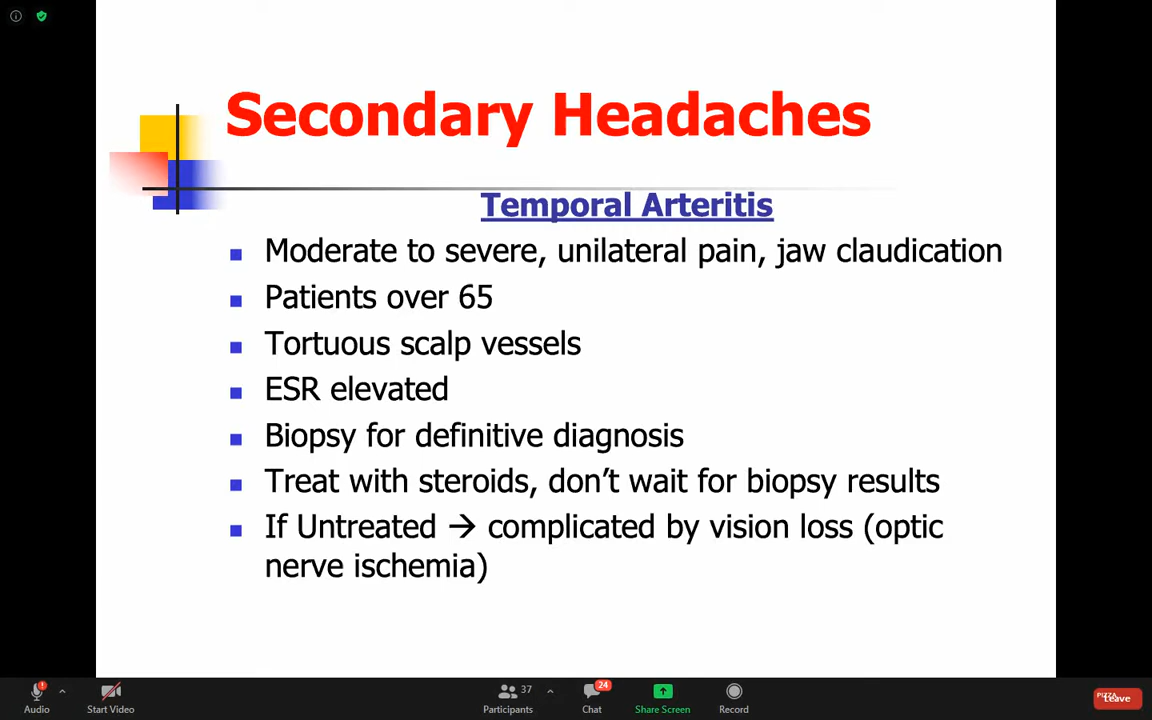 Secondary Headaches
Temporal Arteritis
Moderate to severe, unilateral pain, jaw claudication
Patients over 65
Tortuous scalp vessels
ESR elevated
Biopsy for definitive diagnosis
Treat with steroids, don't wait for biopsy results
If Untreated → complicated by vision loss (optic
nerve ischemia)
Audio
Start Video
37
Participants
24
Chat
Share Screen
Record
PIZZA
Leave